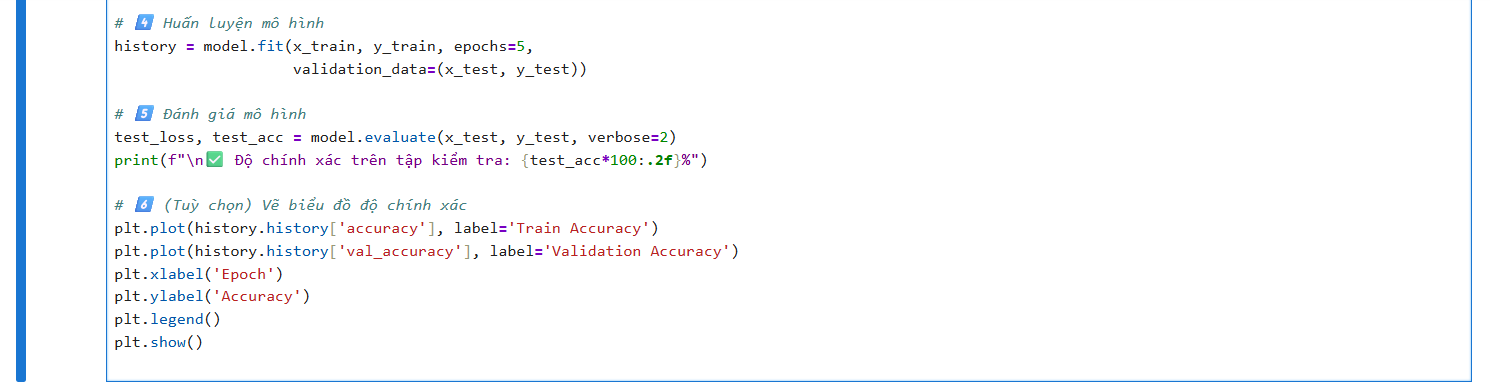 # 4️⃣ Huấn luyện mô hình
history = model.fit(x_train, y_train, epochs=5,
                    validation_data=(x_test, y_test))
# 5️⃣ Đánh giá mô hình
test_loss, test_acc = model.evaluate(x_test, y_test, verbose=2)
print(f"\n✅ Độ chính xác trên tập kiểm tra: {test_acc*100:.2f}%")
# 6️⃣ (Tuỳ chọn) Vẽ biểu đồ độ chính xác
plt.plot(history.history['accuracy'], label='Train Accuracy')
plt.plot(history.history['val_accuracy'], label='Validation Accuracy')
plt.xlabel('Epoch')
plt.ylabel('Accuracy')
plt.legend()
plt.show()